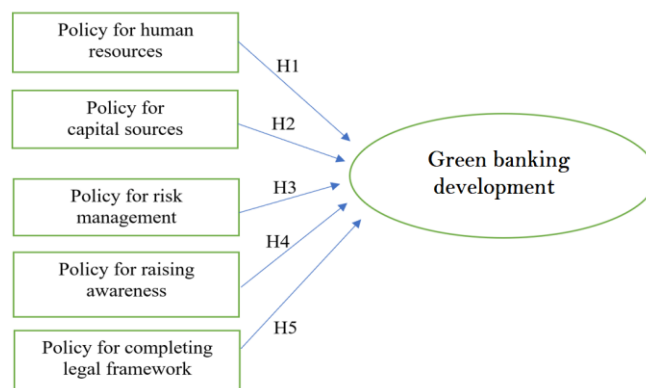 Policy for human
resources
H1
Policy for
capital sources
H2
Green banking
development
Policy for risk
management
H3
H4
Policy for raising
awareness
H5
Policy for completing
legal framework